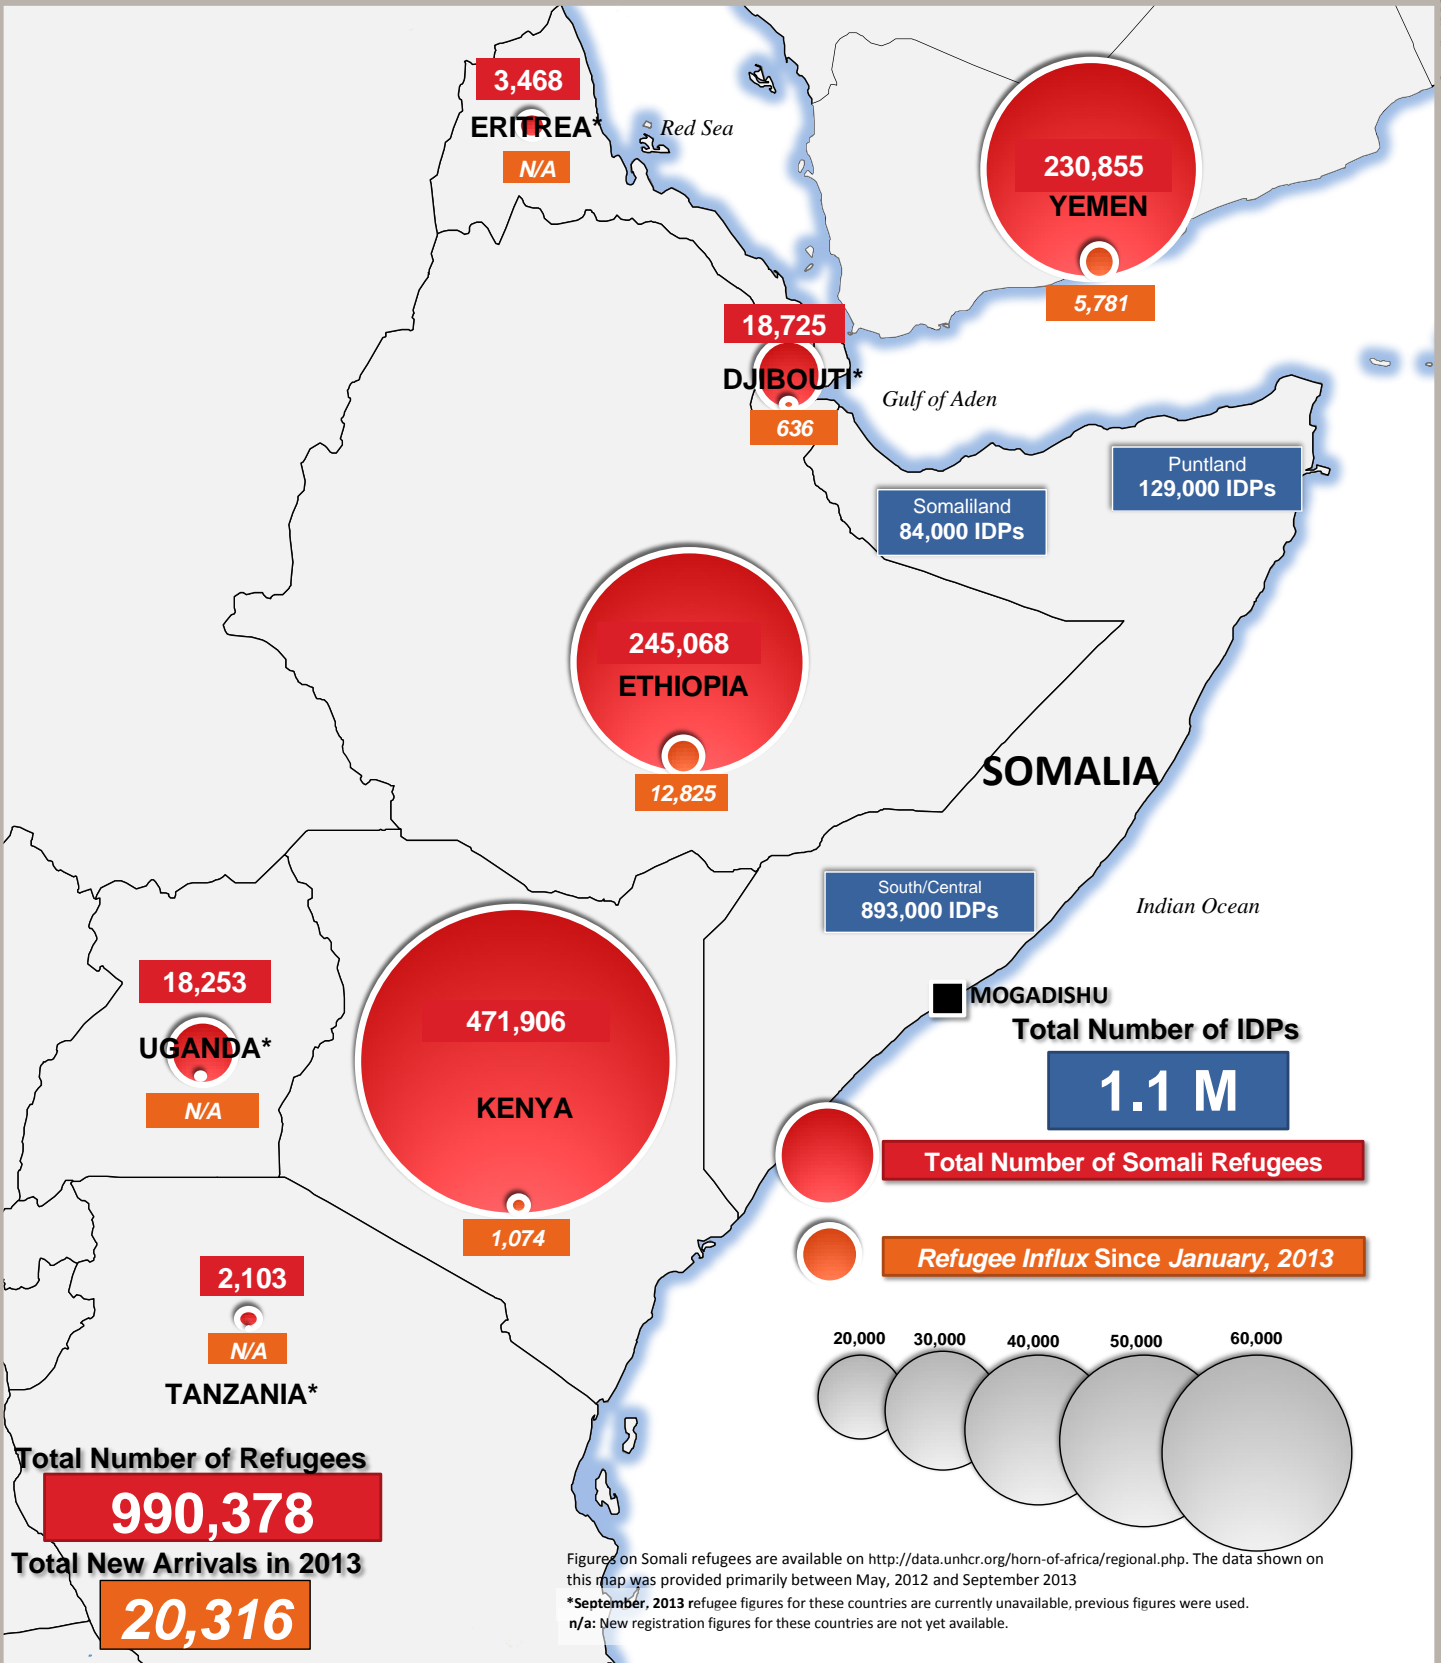 3,468
ERITREA*
N/A
Red Sea
230,855
YEMEN
5,781
18,725
DJIBOUTI*
636
Gulf of Aden
Puntland
129,000 IDPs
Somaliland
84,000 IDPs
245,068
ETHIOPIA
12,825
SOMALIA
South/Central
893,000 IDPs
Indian Ocean
18,253
UGANDA*
N/A
471,906
KENYA
1,074
MOGADISHU
Total Number of IDPs
1.1 M
Total Number of Somali Refugees
Refugee Influx Since January, 2013
2,103
N/A
TANZANIA*
20,000
30,000
40,000
50,000
60,000
Total Number of Refugees
990,378
Total New Arrivals in 2013
20,316
Figures on Somali refugees are available on http://data.unhcr.org/horn-of-africa/regional.php. The data shown on
this map was provided primarily between May, 2012 and September 2013
*September, 2013 refugee figures for these countries are currently unavailable, previous figures were used.
n/a: New registration figures for these countries are not yet available.